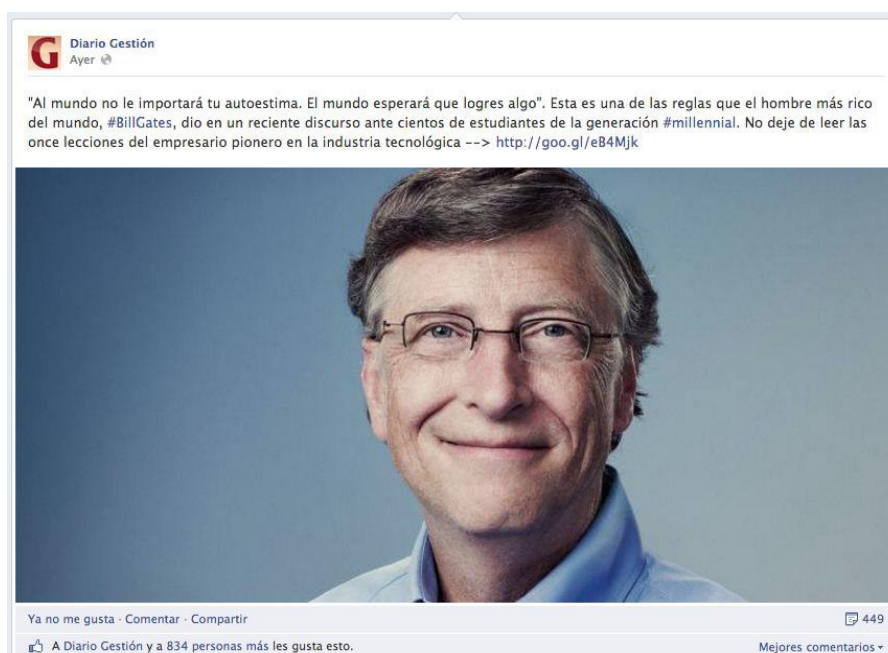 G
Diario Gestión
Ayer
"Al mundo no le importará tu autoestima. El mundo esperará que logres algo". Esta es una de las reglas que el hombre más rico
del mundo, #BillGates, dio en un reciente discurso ante cientos de estudiantes de la generación #millennial. No deje de leer las
once lecciones del empresario pionero en la industria tecnológica --> http://goo.gl/eB4Mjk
Ya no me gusta · Comentar · Compartir 449
A Diario Gestión y a 834 personas más les gusta esto. Mejores comentarios